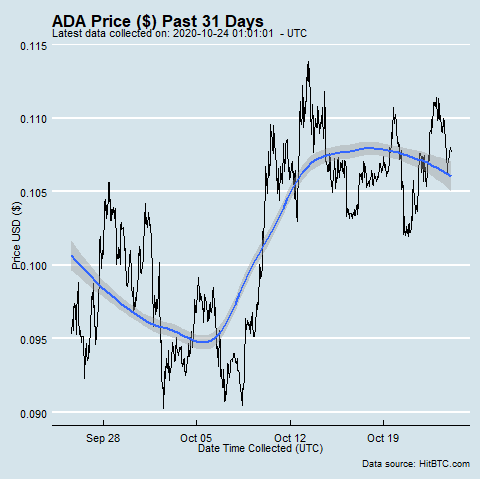 ADA Price ($) Past 31 Days
Latest data collected on: 2020-10-24 01:01:01 - UTC
0.115
0.110
0.105
0.100
0.095
0.090
Price USD ($)
Sep 28
Oct 05
Oct 12
Oct 19
Date Time Collected (UTC)
Data source: HitBTC.com